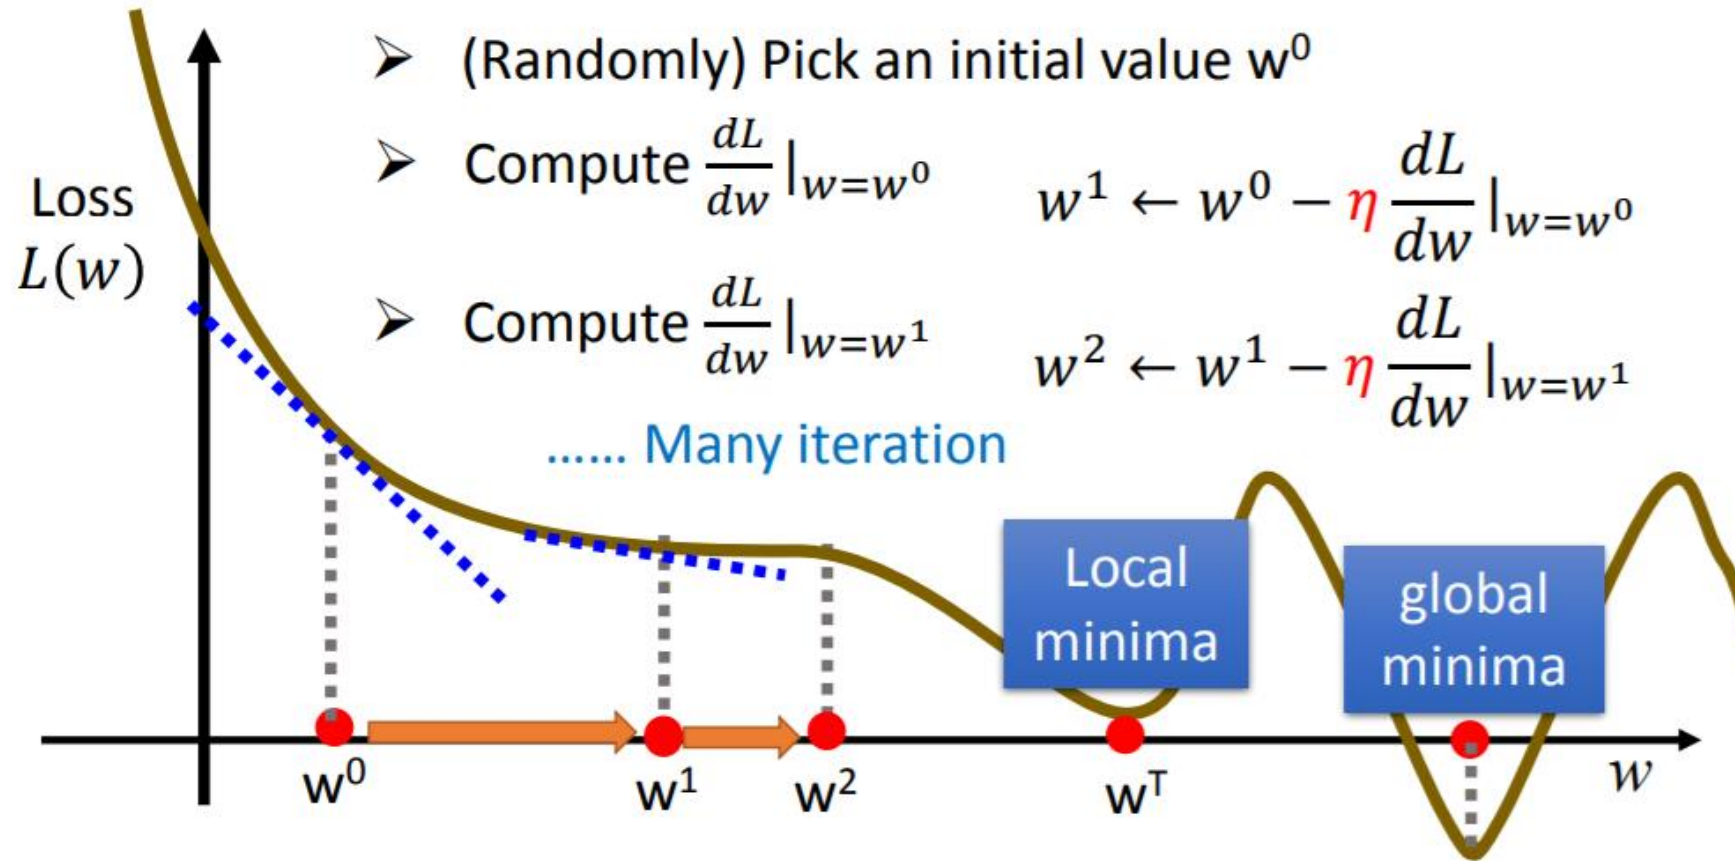 ➢ (Randomly) Pick an initial value w⁰
➢ Compute dL/dw |w=w⁰
w¹ ← w⁰ − η dL/dw |w=w⁰
Loss
L(w)
➢ Compute dL/dw |w=w¹
w² ← w¹ − η dL/dw |w=w¹
...... Many iteration
Local
minima
global
minima
w⁰
w¹
w²
wᵀ
w